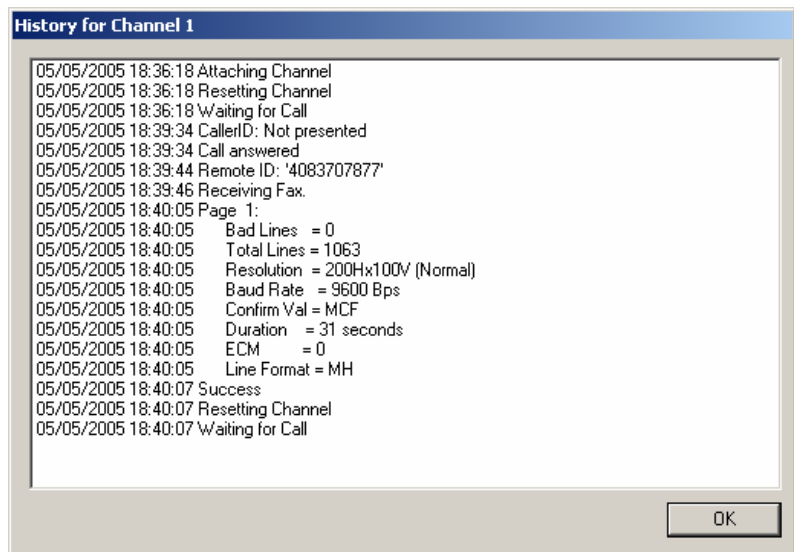 History for Channel 1
05/05/2005 18:36:18 Attaching Channel
05/05/2005 18:36:18 Resetting Channel
05/05/2005 18:36:18 Waiting for Call
05/05/2005 18:39:34 CallerID: Not presented
05/05/2005 18:39:34 Call answered
05/05/2005 18:39:44 Remote ID: '4083707877'
05/05/2005 18:39:46 Receiving Fax.
05/05/2005 18:40:05 Page 1:
05/05/2005 18:40:05 Bad Lines = 0
05/05/2005 18:40:05 Total Lines = 1063
05/05/2005 18:40:05 Resolution = 200Hx100V (Normal)
05/05/2005 18:40:05 Baud Rate = 9600 Bps
05/05/2005 18:40:05 Confirm Val = MCF
05/05/2005 18:40:05 Duration = 31 seconds
05/05/2005 18:40:05 ECM = 0
05/05/2005 18:40:05 Line Format = MH
05/05/2005 18:40:07 Success
05/05/2005 18:40:07 Resetting Channel
05/05/2005 18:40:07 Waiting for Call
OK